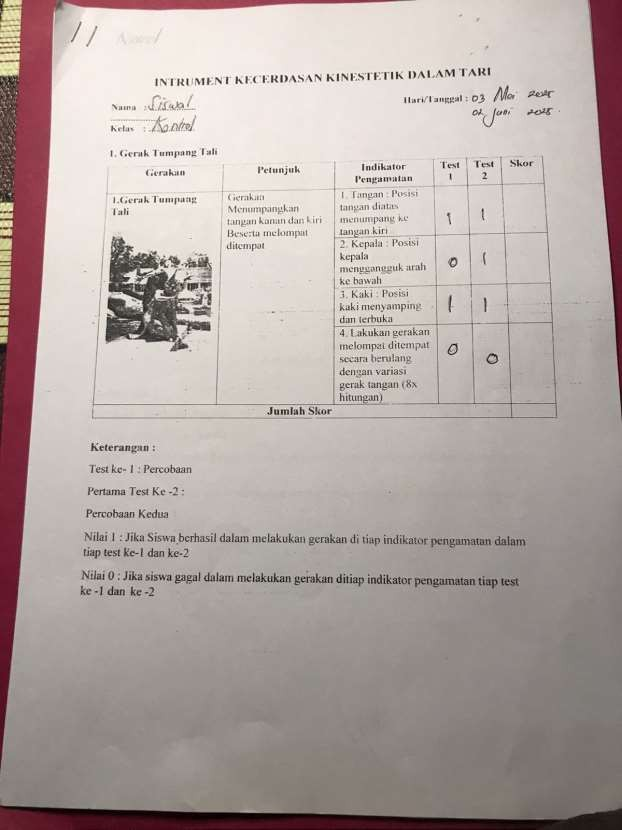 11
INTRUMENT KECERDASAN KINESTETIK DALAM TARI
Nama : Siswa 1
Hari/Tanggal : 03 Mei 2025
02 Juni 2025
Kelas : Kontrol
1. Gerak Tumpang Tali
Gerakan Petunjuk Indikator Pengamatan Test 1 Test 2 Skor
1.Gerak Tumpang Tali
Gerakan
Menumpangkan
tangan kanan dan kiri
Beserta melompat
ditempat
1. Tangan : Posisi
tangan diatas
menumpang ke
tangan kiri
1 1
2. Kepala : Posisi
kepala
menggangguk arah
ke bawah
0 1
3. Kaki : Posisi
kaki menyamping
dan terbuka
1 1
4. Lakukan gerakan
melompat ditempat
secara berulang
dengan variasi
gerak tangan (8x
hitungan)
0 0
Jumlah Skor
Keterangan :
Test ke- 1 : Percobaan
Pertama Test Ke -2 :
Percobaan Kedua
Nilai 1 : Jika Siswa berhasil dalam melakukan gerakan di tiap indikator pengamatan dalam
tiap test ke-1 dan ke-2
Nilai 0 : Jika siswa gagal dalam melakukan gerakan ditiap indikator pengamatan tiap test
ke -1 dan ke -2